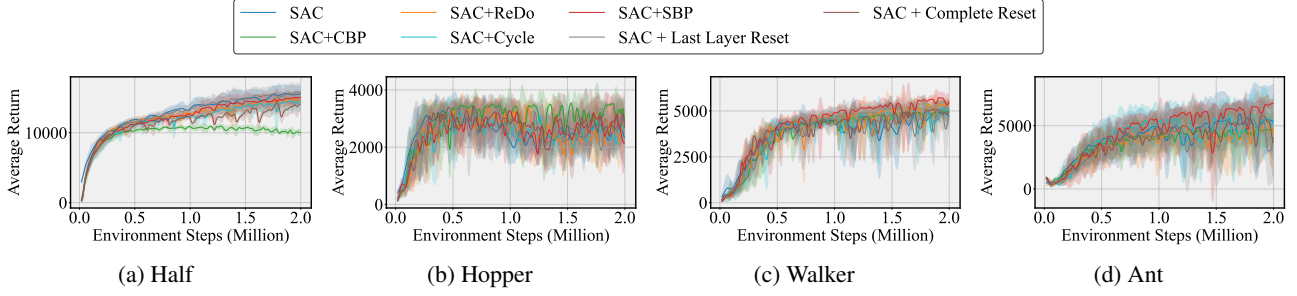 SAC SAC+ReDo SAC+SBP SAC + Complete Reset
SAC+CBP SAC+Cycle SAC + Last Layer Reset
Average Return
10000
0
0.0 0.5 1.0 1.5 2.0
Environment Steps (Million)
(a) Half
Average Return
4000
2000
0
0.0 0.5 1.0 1.5 2.0
Environment Steps (Million)
(b) Hopper
Average Return
5000
2500
0
0.0 0.5 1.0 1.5 2.0
Environment Steps (Million)
(c) Walker
Average Return
5000
0
0.0 0.5 1.0 1.5 2.0
Environment Steps (Million)
(d) Ant